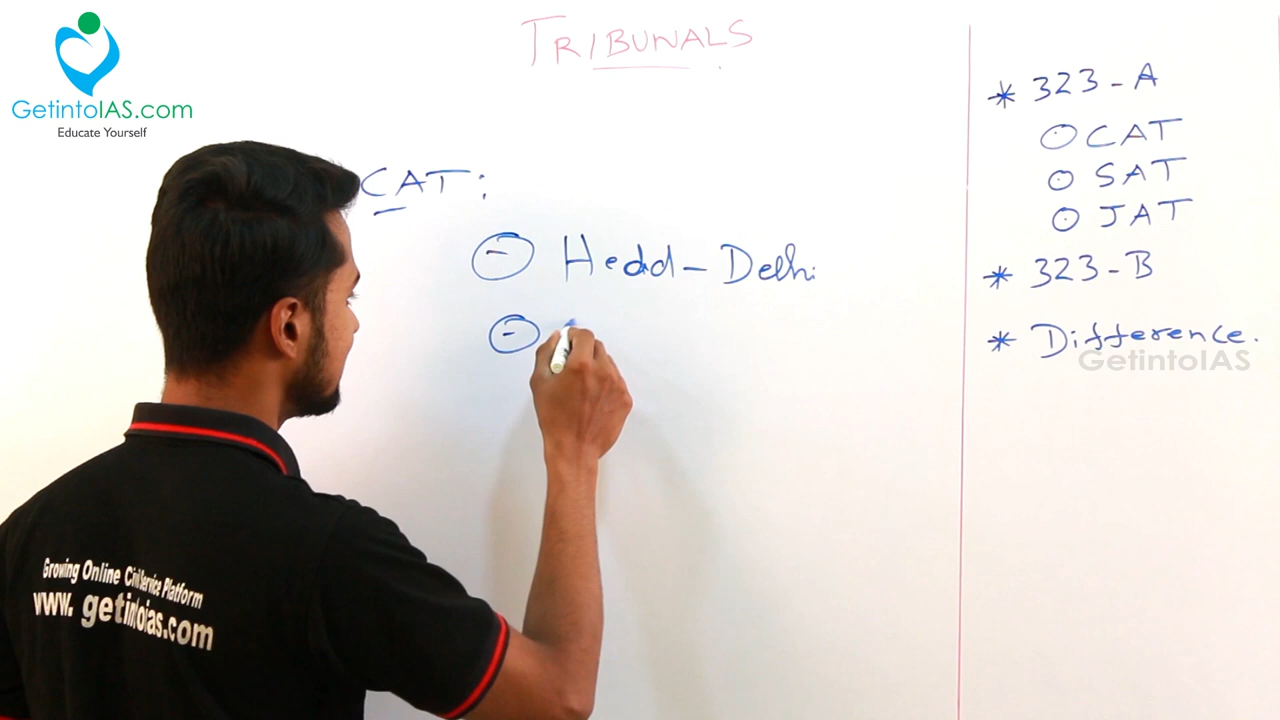 GetintoIAS.com
Educate Yourself
TRIBUNALS
CAT:
Head-Delhi
* 323-A
CAT
SAT
JAT
* 323-B
* Difference.
GetintoIAS
Growing Online Civil Service Platform
www.getintoias.com